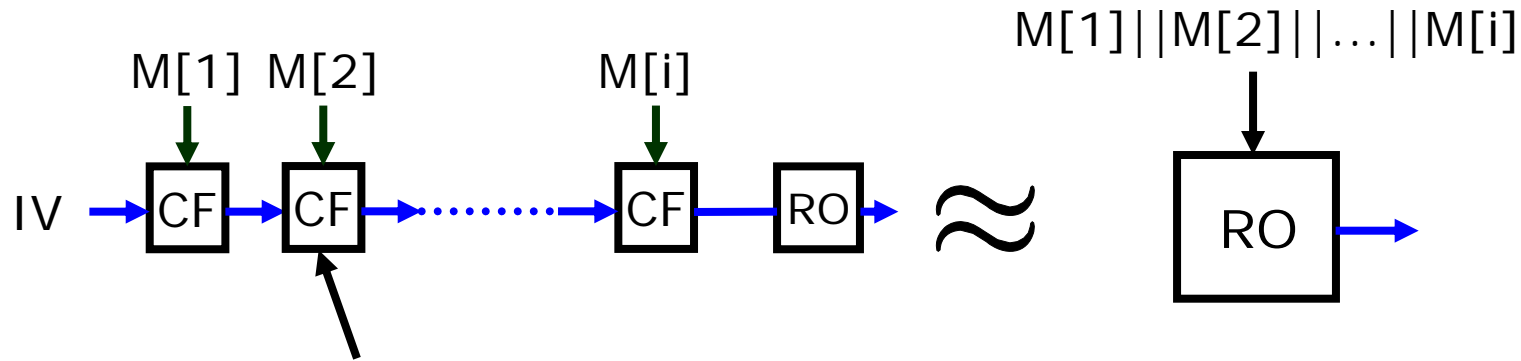 M[1]||M[2]||...||M[i]
M[1] M[2] M[i]
IV CF CF CF RO ≈ RO